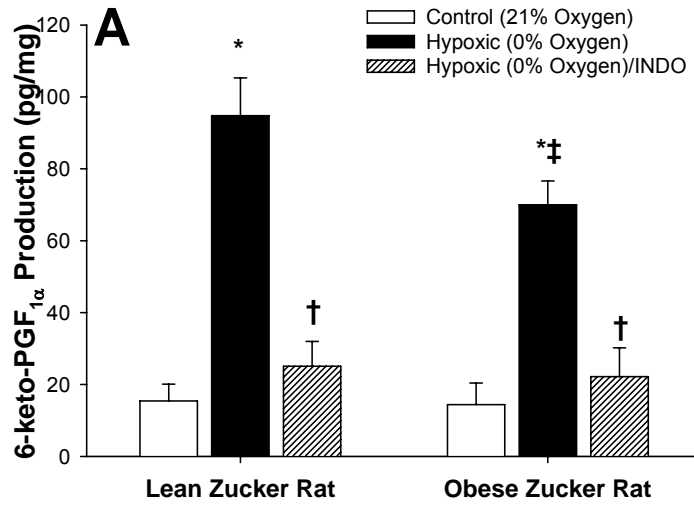 A
Control (21% Oxygen)
Hypoxic (0% Oxygen)
Hypoxic (0% Oxygen)/INDO
6-keto-PGF1α Production (pg/mg)
120
100
80
60
40
20
0
*
†
*‡
†
Lean Zucker Rat
Obese Zucker Rat